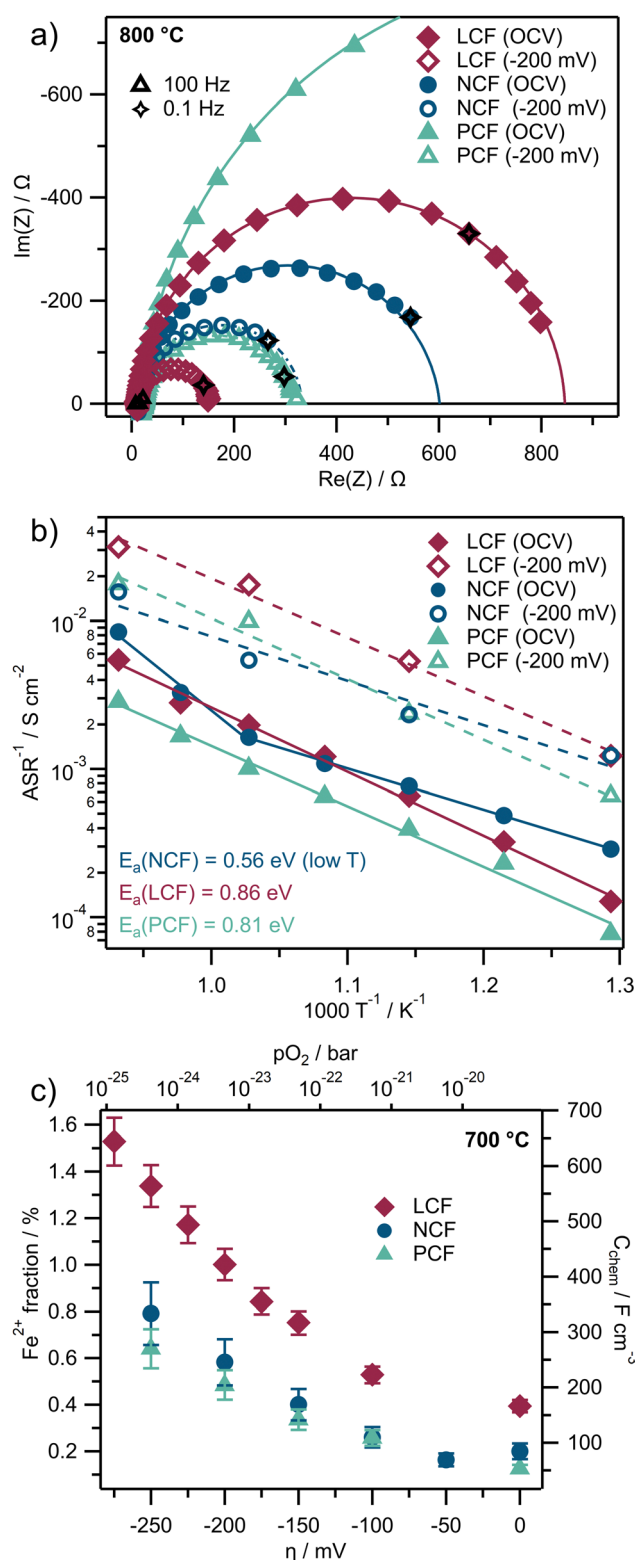 a)
800 °C
100 Hz
0.1 Hz
LCF (OCV)
LCF (-200 mV)
NCF (OCV)
NCF (-200 mV)
PCF (OCV)
PCF (-200 mV)
-600
-400
-200
0
Im(Z) / Ω
0
200
400
600
800
Re(Z) / Ω
b)
LCF (OCV)
LCF (-200 mV)
NCF (OCV)
NCF (-200 mV)
PCF (OCV)
PCF (-200 mV)
4
2
10⁻²
8
6
4
2
10⁻³
8
6
4
2
10⁻⁴
8
ASR⁻¹ / S cm⁻²
Eₐ(NCF) = 0.56 eV (low T)
Eₐ(LCF) = 0.86 eV
Eₐ(PCF) = 0.81 eV
1.0
1.1
1.2
1.3
1000 T⁻¹ / K⁻¹
c)
pO₂ / bar
10⁻²⁵
10⁻²⁴
10⁻²³
10⁻²²
10⁻²¹
10⁻²⁰
700 °C
LCF
NCF
PCF
1.6
1.4
1.2
1.0
0.8
0.6
0.4
0.2
Fe²⁺ fraction / %
700
600
500
400
300
200
100
C_chem / F cm⁻³
-250
-200
-150
-100
-50
0
η / mV